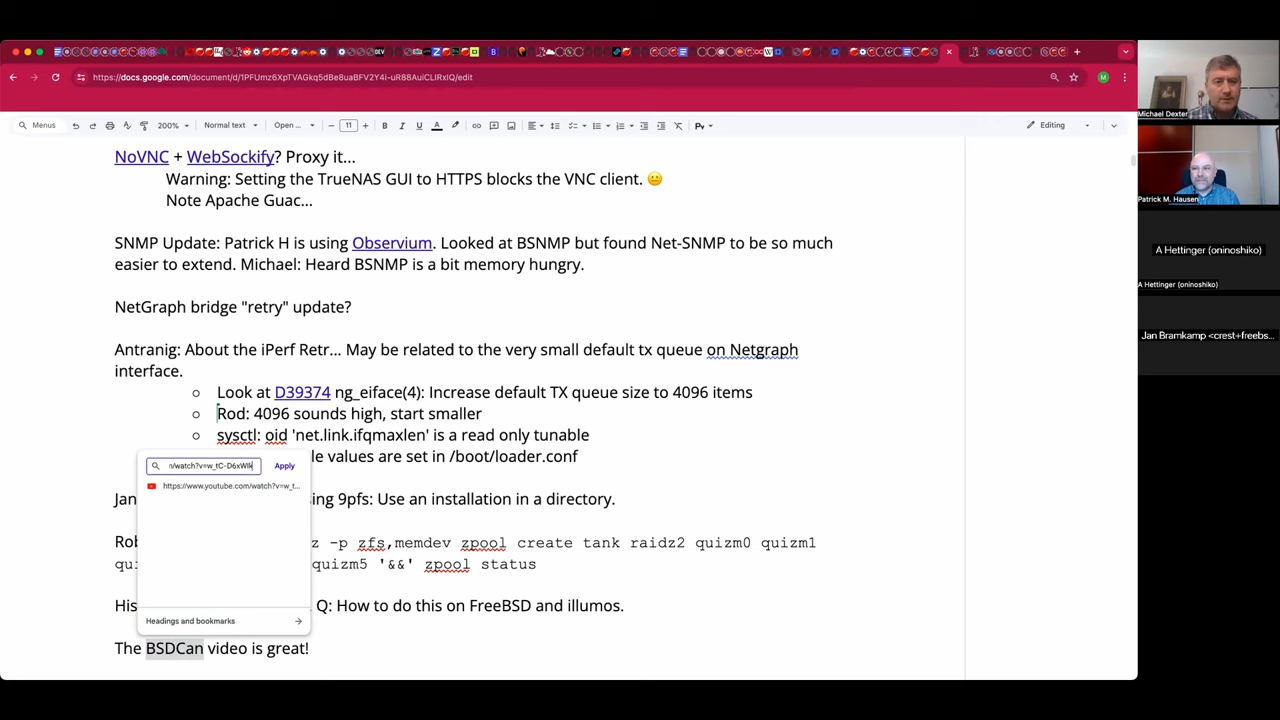 https://docs.google.com/document/d/1PFUmz6XpTVAGkq5dBe8uaBFV2Y4i-uR88AuiCLIRxIQ/edit
M
Menus
200%
Normal text
Open ...
11
Editing
NoVNC + WebSockify? Proxy it...
Warning: Setting the TrueNAS GUI to HTTPS blocks the VNC client. 😐
Note Apache Guac...
SNMP Update: Patrick H is using Observium. Looked at BSNMP but found Net-SNMP to be so much
easier to extend. Michael: Heard BSNMP is a bit memory hungry.
NetGraph bridge "retry" update?
Antranig: About the iPerf Retr... May be related to the very small default tx queue on Netgraph
interface.
Look at D39374 ng_eiface(4): Increase default TX queue size to 4096 items
Rod: 4096 sounds high, start smaller
sysctl: oid 'net.link.ifqmaxlen' is a read only tunable
le values are set in /boot/loader.conf
n/watch?v=w_tC-D6xWIk
Apply
https://www.youtube.com/watch?v=w_t...
Jan ing 9pfs: Use an installation in a directory.
Rob z -p zfs,memdev zpool create tank raidz2 quizm0 quizm1
qui quizm5 '&&' zpool status
His Q: How to do this on FreeBSD and illumos.
Headings and bookmarks
The BSDCan video is great!
Michael Dexter
Patrick M. Hausen
A Hettinger (oninoshiko)
A Hettinger (oninoshiko)
Jan Bramkamp <crest+freebs...